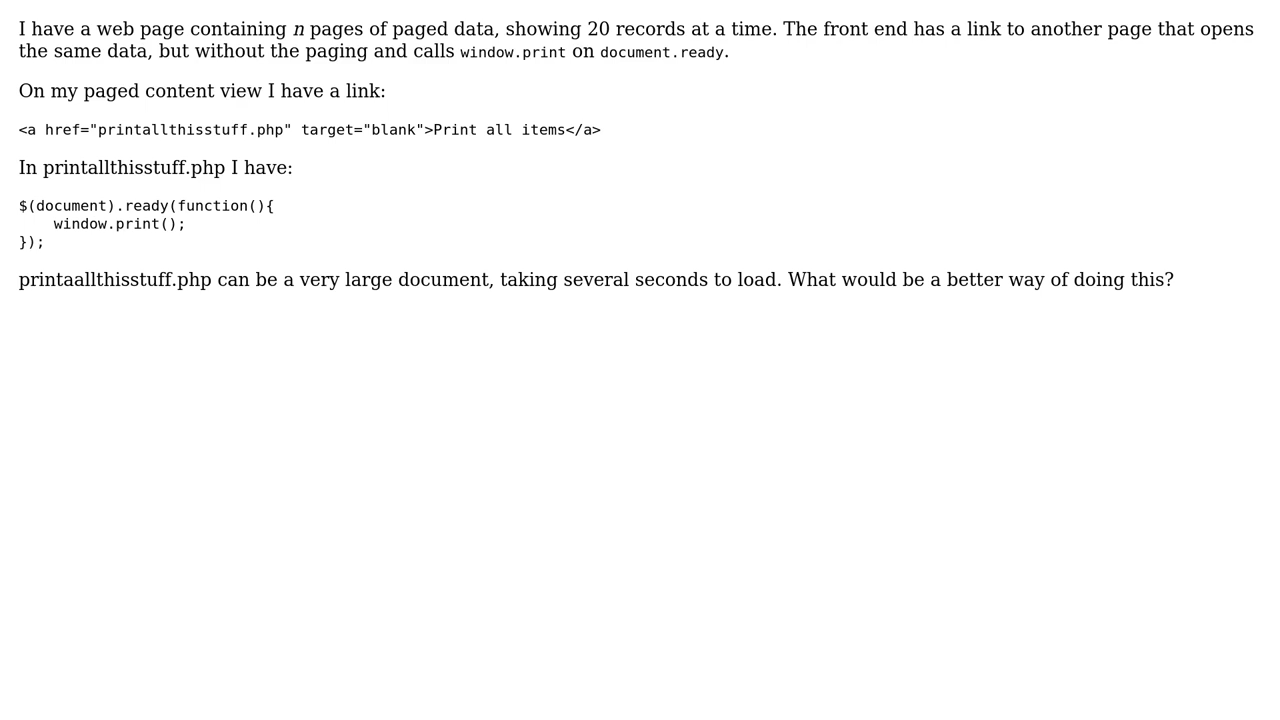 I have a web page containing n pages of paged data, showing 20 records at a time. The front end has a link to another page that opens
the same data, but without the paging and calls window.print on document.ready.
On my paged content view I have a link:
<a href="printallthisstuff.php" target="blank">Print all items</a>
In printallthisstuff.php I have:
$(document).ready(function(){
    window.print();
});
printaallthisstuff.php can be a very large document, taking several seconds to load. What would be a better way of doing this?